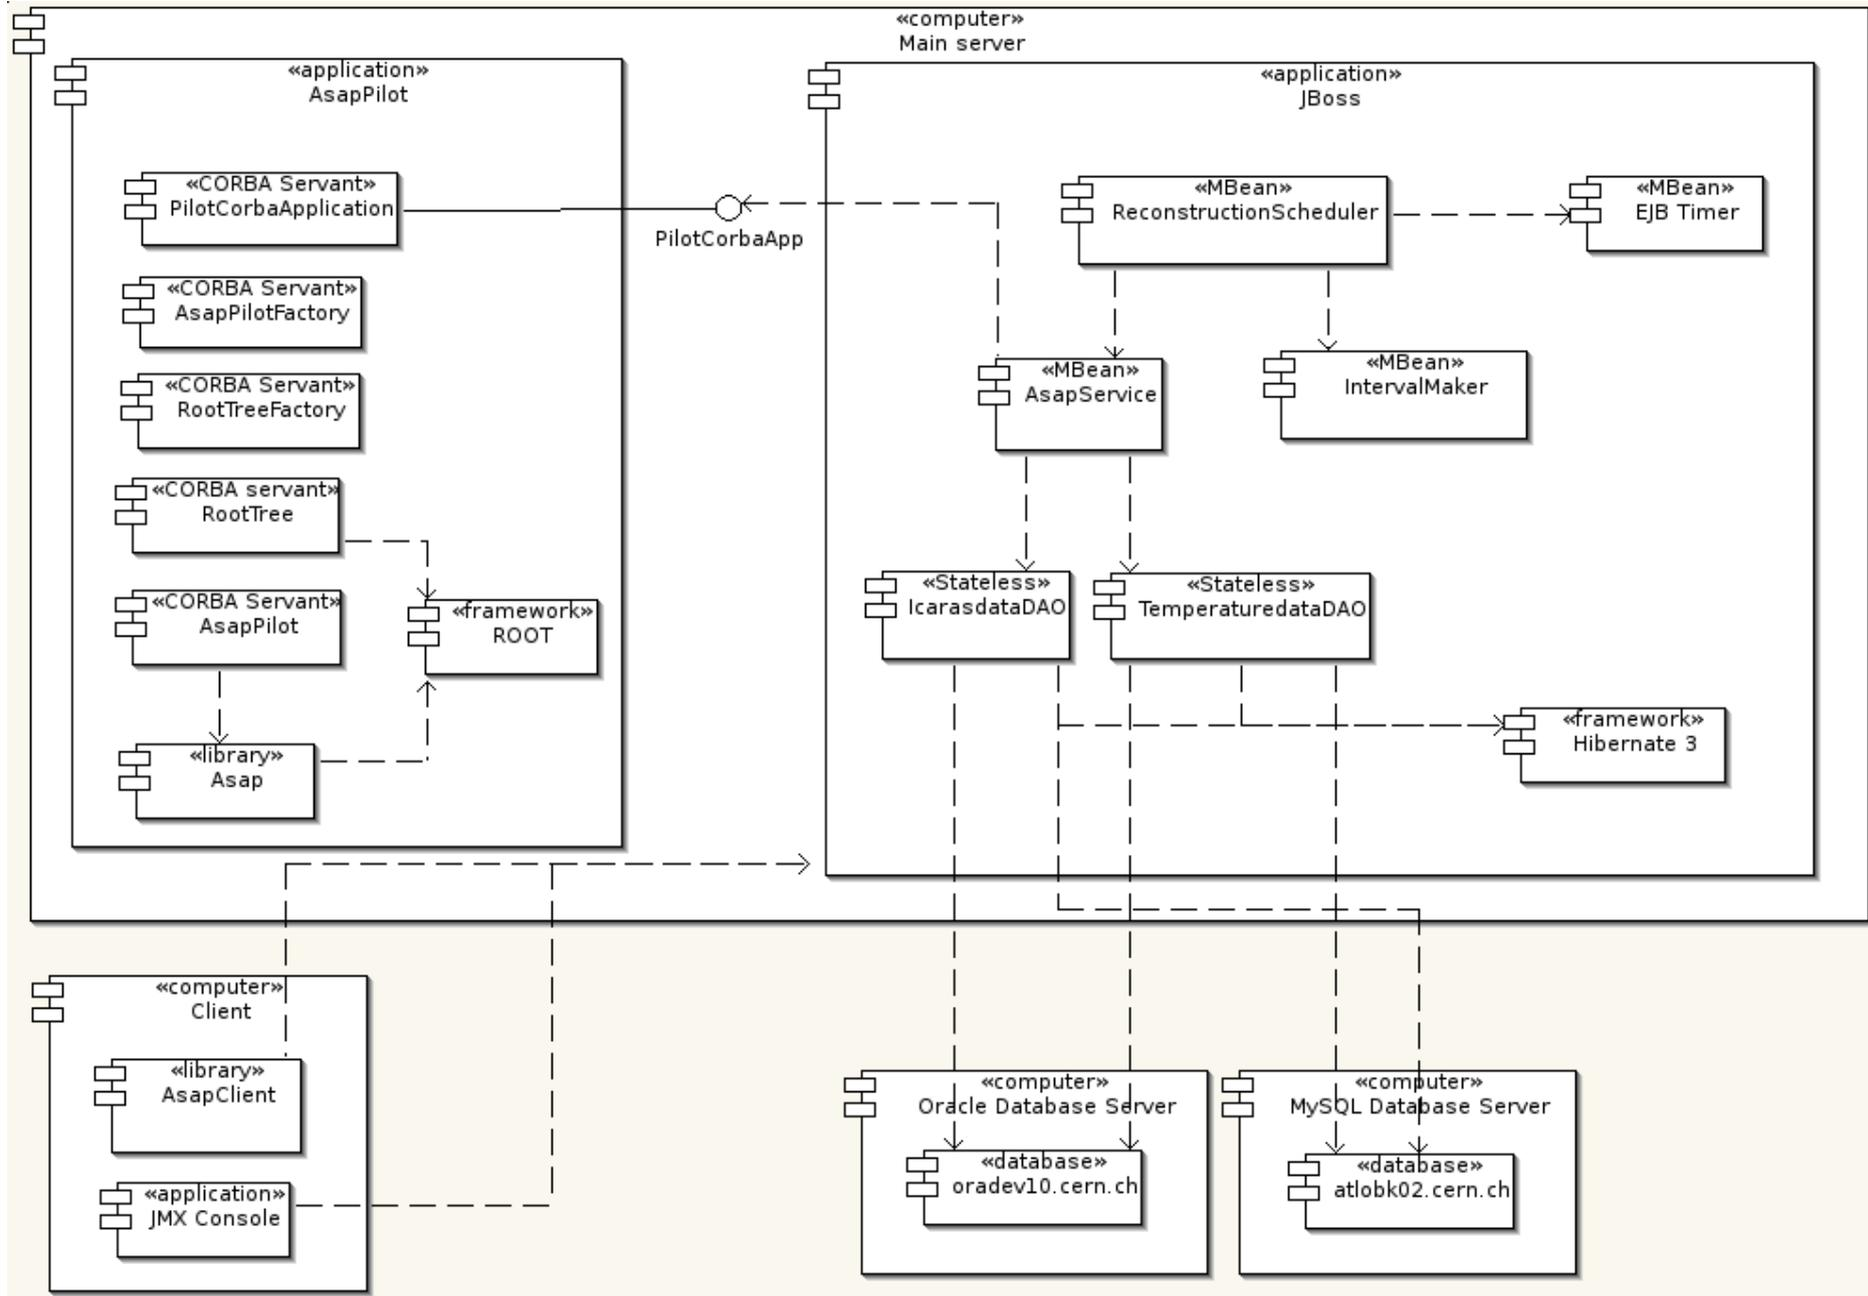 «computer»
Main server
«application»
AsapPilot
«CORBA Servant»
PilotCorbaApplication
«CORBA Servant»
AsapPilotFactory
«CORBA Servant»
RootTreeFactory
«CORBA servant»
RootTree
«CORBA Servant»
AsapPilot
«framework»
ROOT
«library»
Asap
PilotCorbaApp
«application»
JBoss
«MBean»
ReconstructionScheduler
«MBean»
EJB Timer
«MBean»
AsapService
«MBean»
IntervalMaker
«Stateless»
IcarasdataDAO
«Stateless»
TemperaturedataDAO
«framework»
Hibernate 3
«computer»
Client
«library»
AsapClient
«application»
JMX Console
«computer»
Oracle Database Server
«database»
oradev10.cern.ch
«computer»
MySQL Database Server
«database»
atlobk02.cern.ch